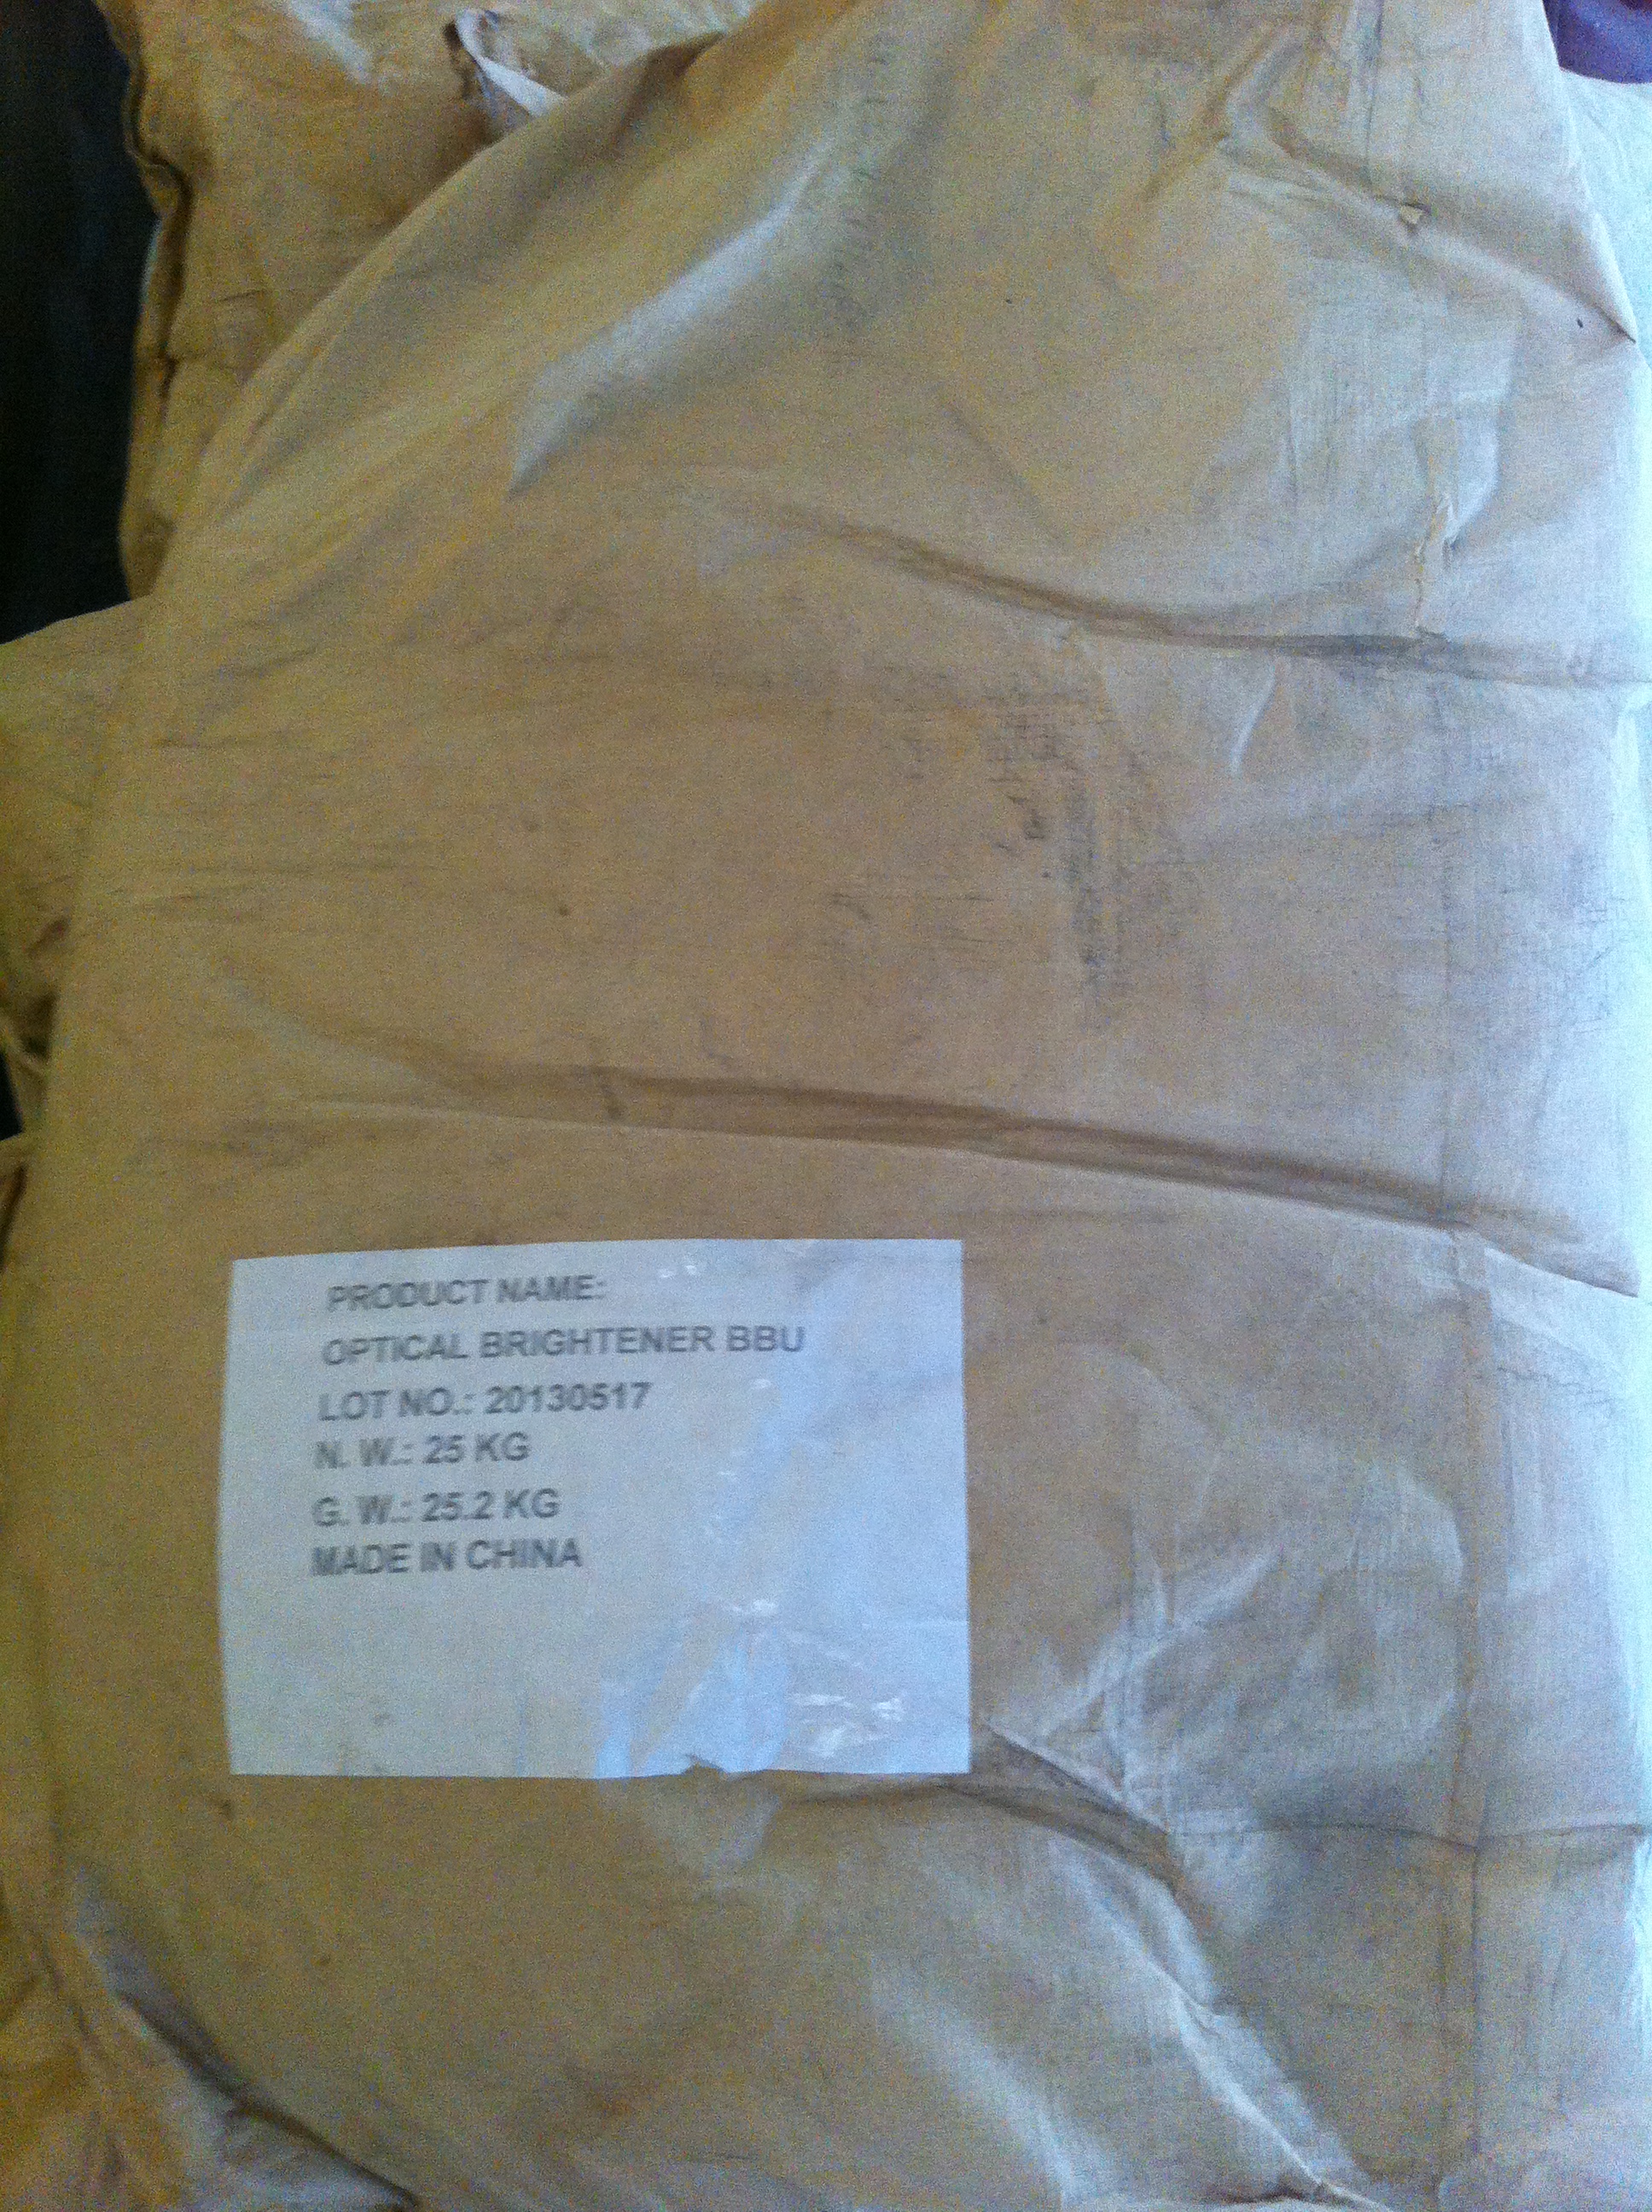 PRODUCT NAME:
OPTICAL BRIGHTENER BBU
LOT NO.: 20130517
N. W.: 25 KG
G. W.: 25.2 KG
MADE IN CHINA